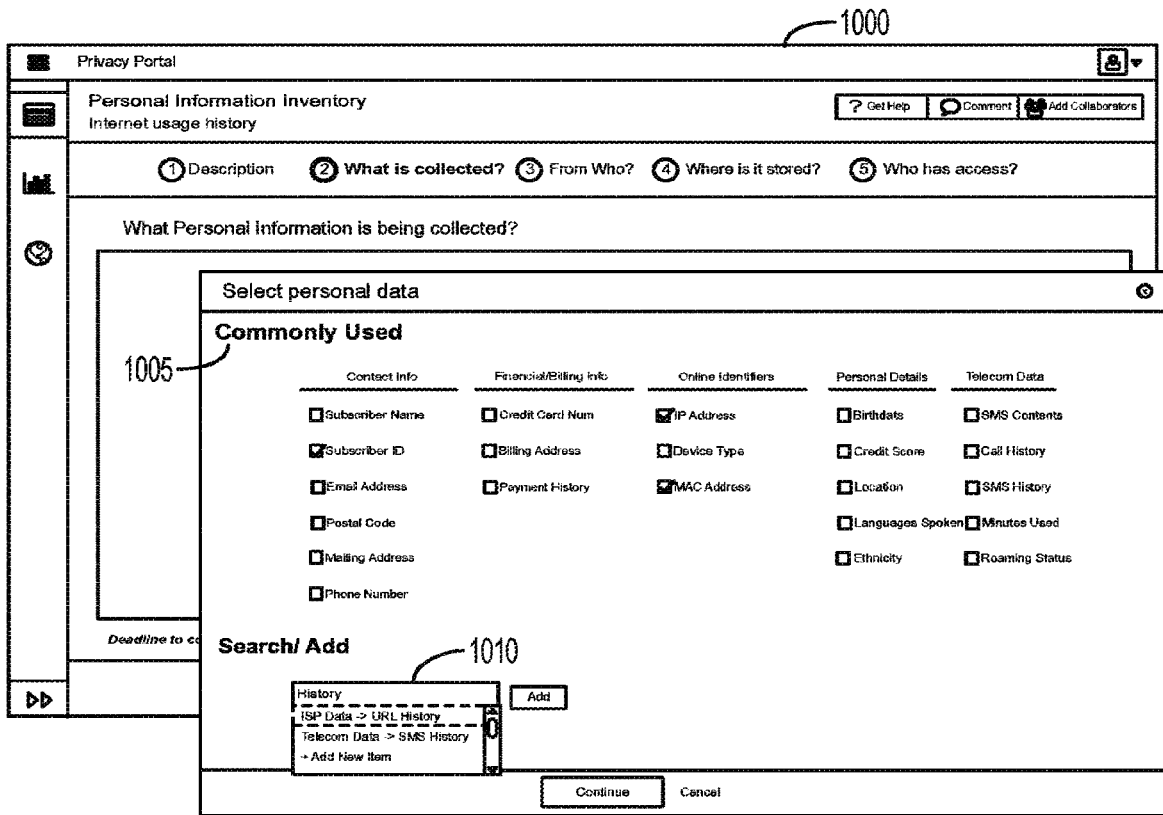 1000
Privacy Portal
Personal Information Inventory
Internet usage history
? Get Help Comment Add Collaborators
1 Description 2 What is collected? 3 From Who? 4 Where is it stored? 5 Who has access?
What Personal Information is being collected?
Select personal data
Commonly Used
1005
Contact Info Financial/Billing Info Online Identifiers Personal Details Telecom Data
Subscriber Name Credit Card Num IP Address Birthdate SMS Contents
Subscriber ID Billing Address Device Type Credit Score Call History
Email Address Payment History MAC Address Location SMS History
Postal Code Languages Spoken Minutes Used
Mailing Address Ethnicity Roaming Status
Phone Number
Deadline to co
Search/ Add
1010
History Add
ISP Data -> URL History
Telecom Data -> SMS History
+ Add New Item
Continue Cancel